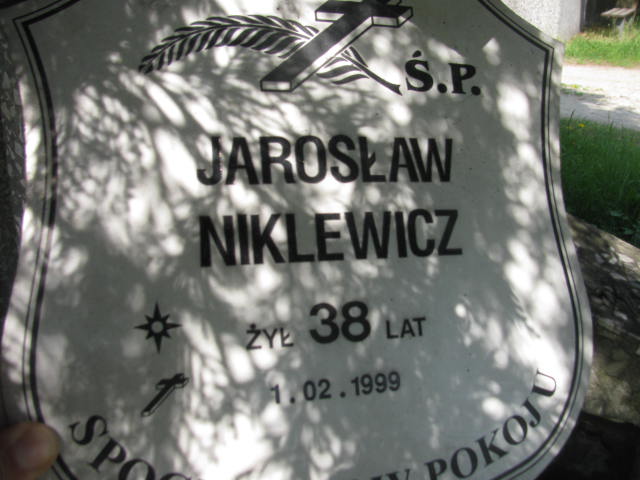 Ś.P.
JAROSŁAW
NIKLEWICZ
ŻYŁ 38 LAT
1.02.1999
POKOJU